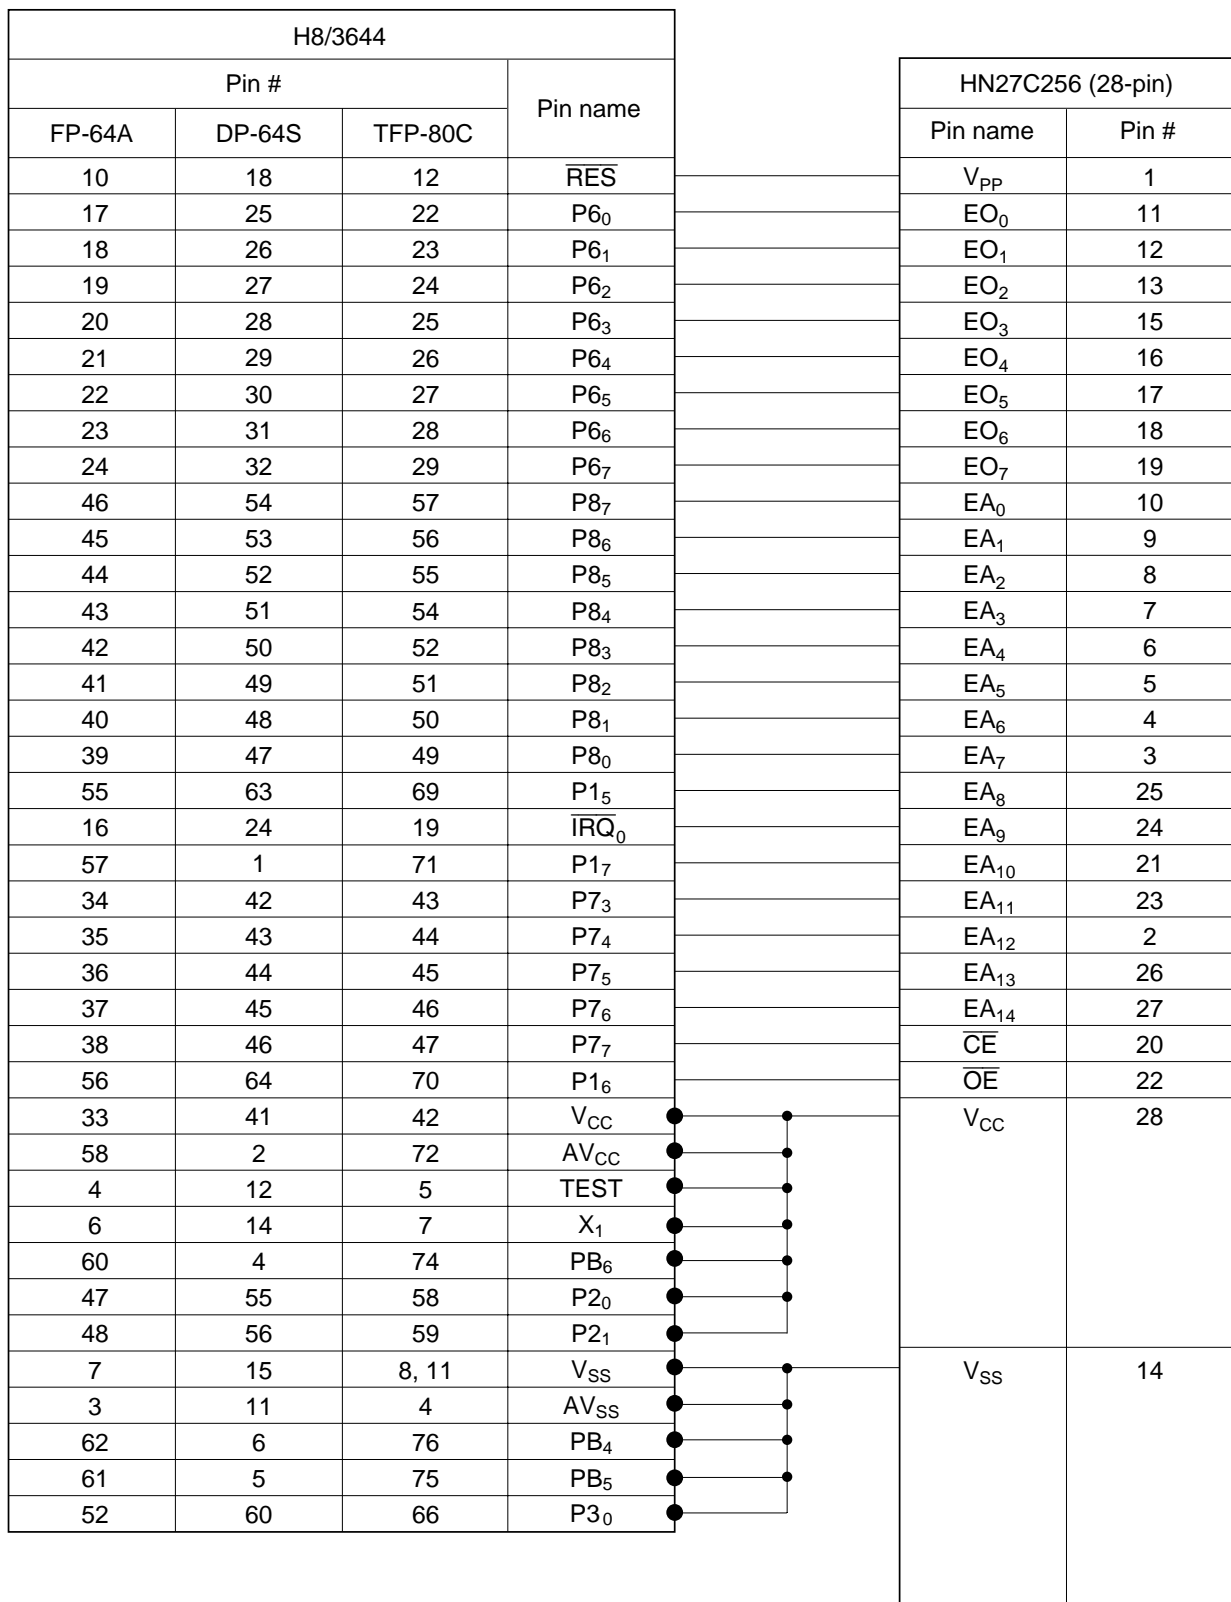 H8/3644
Pin #
Pin name
HN27C256 (28-pin)
FP-64A DP-64S TFP-80C
Pin name Pin #
10 18 12 R̅E̅S̅ V_PP 1
17 25 22 P6₀ EO₀ 11
18 26 23 P6₁ EO₁ 12
19 27 24 P6₂ EO₂ 13
20 28 25 P6₃ EO₃ 15
21 29 26 P6₄ EO₄ 16
22 30 27 P6₅ EO₅ 17
23 31 28 P6₆ EO₆ 18
24 32 29 P6₇ EO₇ 19
46 54 57 P8₇ EA₀ 10
45 53 56 P8₆ EA₁ 9
44 52 55 P8₅ EA₂ 8
43 51 54 P8₄ EA₃ 7
42 50 52 P8₃ EA₄ 6
41 49 51 P8₂ EA₅ 5
40 48 50 P8₁ EA₆ 4
39 47 49 P8₀ EA₇ 3
55 63 69 P1₅ EA₈ 25
16 24 19 I̅R̅Q̅₀ EA₉ 24
57 1 71 P1₇ EA₁₀ 21
34 42 43 P7₃ EA₁₁ 23
35 43 44 P7₄ EA₁₂ 2
36 44 45 P7₅ EA₁₃ 26
37 45 46 P7₆ EA₁₄ 27
38 46 47 P7₇ C̅E̅ 20
56 64 70 P1₆ O̅E̅ 22
33 41 42 V_CC V_CC 28
58 2 72 AV_CC
4 12 5 TEST
6 14 7 X₁
60 4 74 PB₆
47 55 58 P2₀
48 56 59 P2₁
7 15 8, 11 V_SS V_SS 14
3 11 4 AV_SS
62 6 76 PB₄
61 5 75 PB₅
52 60 66 P3₀